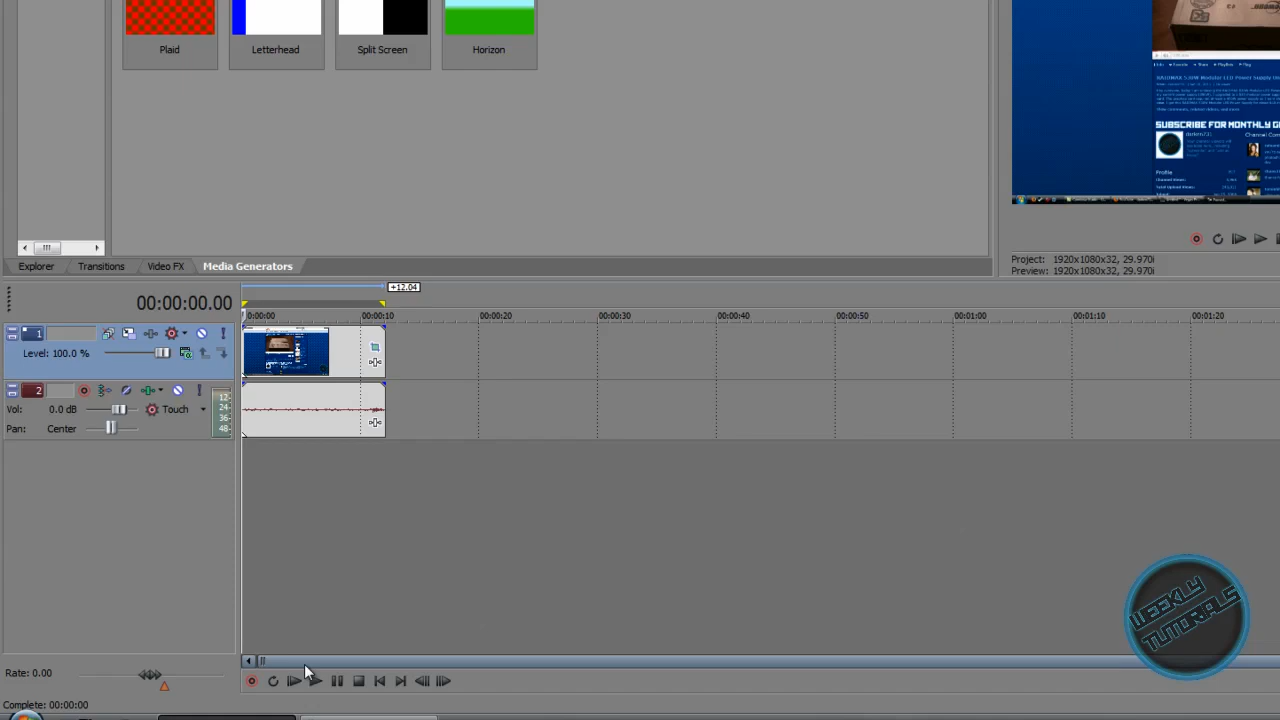 Plaid
Letterhead
Split Screen
Horizon
SUBSCRIBE FOR MONTHLY
Explorer
Transitions
Video FX
Media Generators
Project: 1920x1080x32, 29.970i
Preview: 1920x1080x32, 29.970i
00:00:00.00
+12.04
0:00:00
00:00:10
00:00:20
00:00:30
00:00:40
00:00:50
00:01:00
00:01:10
00:01:20
1
Level: 100.0 %
2
Vol: 0.0 dB
Touch
Pan: Center
12-
24-
36-
48-
WEEKLY
TUTORIALS
Rate: 0.00
Complete: 00:00:00